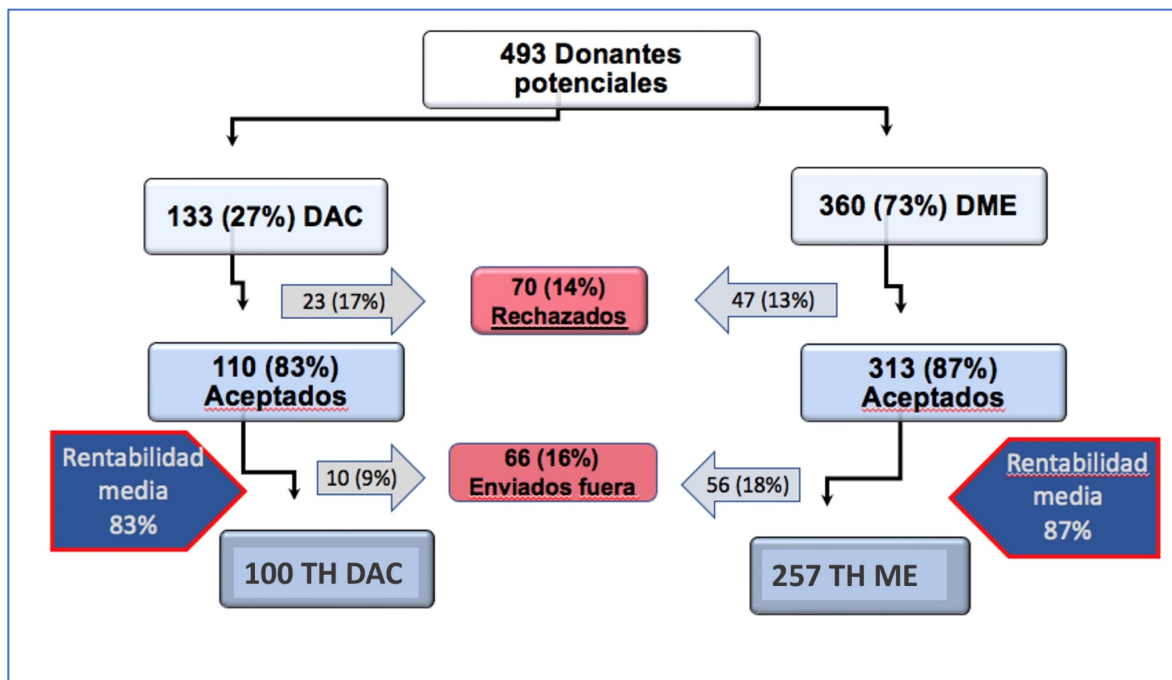 493 Donantes
potenciales
133 (27%) DAC
360 (73%) DME
23 (17%)
70 (14%)
Rechazados
47 (13%)
110 (83%)
Aceptados
313 (87%)
Aceptados
Rentabilidad
media
83%
10 (9%)
66 (16%)
Enviados fuera
56 (18%)
Rentabilidad
media
87%
100 TH DAC
257 TH ME